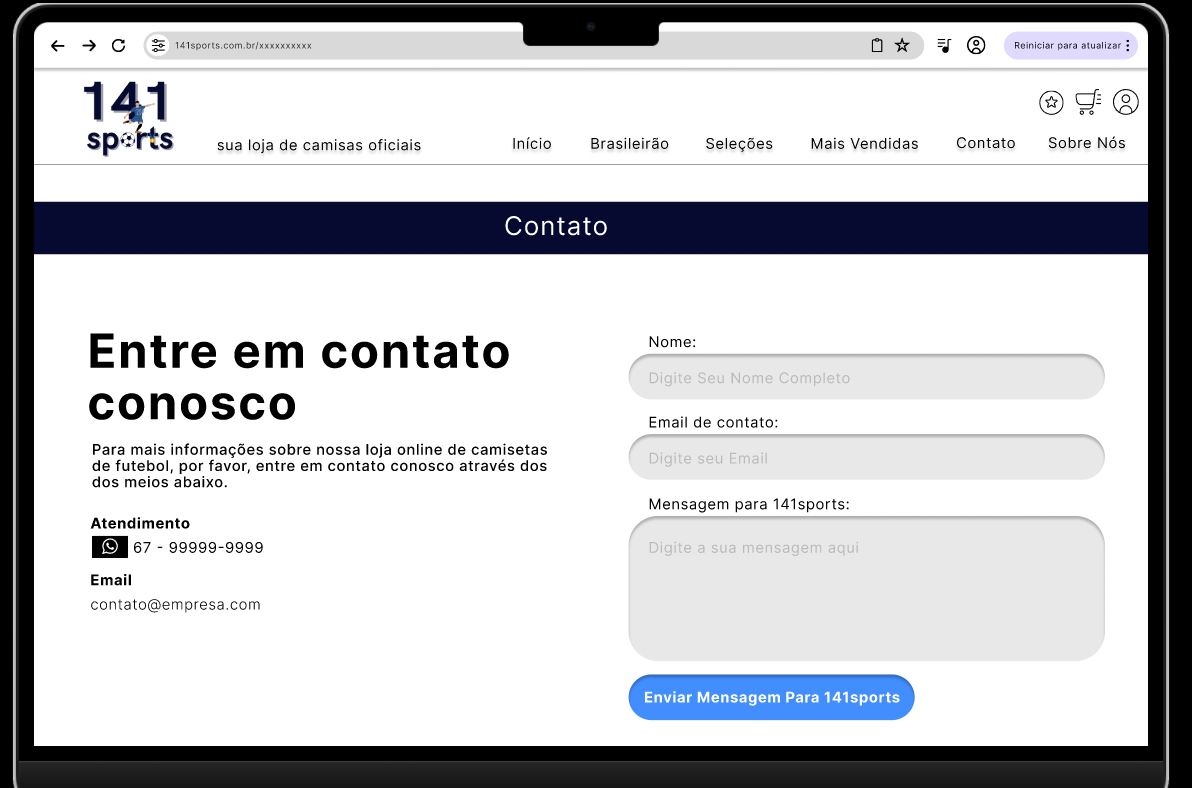 141sports.com.br/xxxxxxxxxx
Reiniciar para atualizar
141
sports
sua loja de camisas oficiais
Início
Brasileirão
Seleções
Mais Vendidas
Contato
Sobre Nós
Contato
Entre em contato
conosco
Para mais informações sobre nossa loja online de camisetas
de futebol, por favor, entre em contato conosco através dos
dos meios abaixo.
Atendimento
67 - 99999-9999
Email
contato@empresa.com
Nome:
Digite Seu Nome Completo
Email de contato:
Digite seu Email
Mensagem para 141sports:
Digite a sua mensagem aqui
Enviar Mensagem Para 141sports